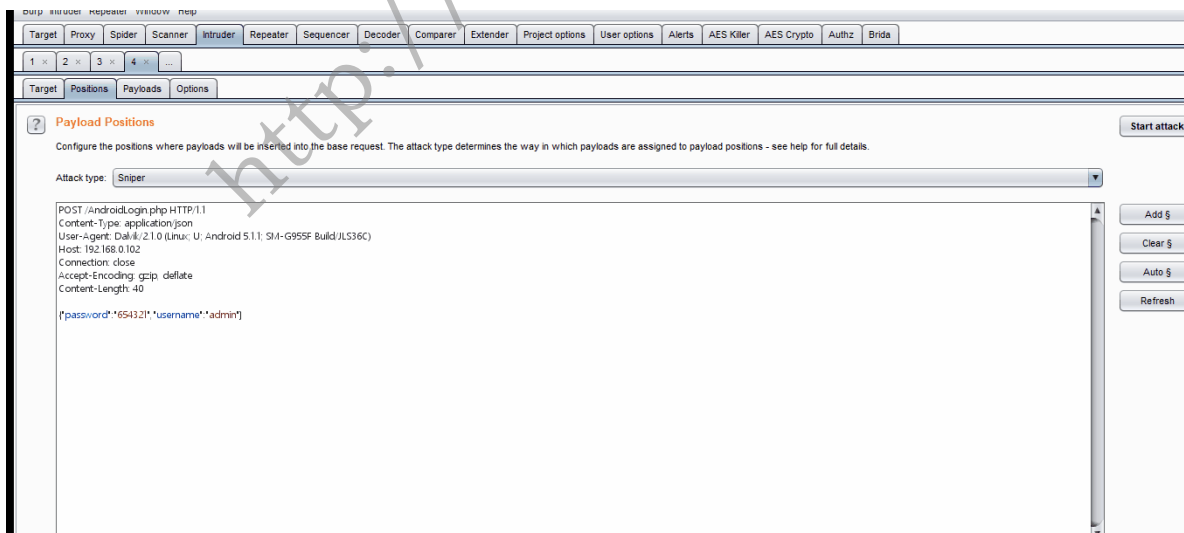 Burp Intruder Repeater Window Help
Target Proxy Spider Scanner Intruder Repeater Sequencer Decoder Comparer Extender Project options User options Alerts AES Killer AES Crypto Authz Brida
1 × 2 × 3 × 4 × ...
Target Positions Payloads Options
? Payload Positions
Start attack
Configure the positions where payloads will be inserted into the base request. The attack type determines the way in which payloads are assigned to payload positions - see help for full details.
Attack type: Sniper
POST /AndroidLogin.php HTTP/1.1
Content-Type: application/json
User-Agent: Dalvik/2.1.0 (Linux; U; Android 5.1.1; SM-G955F Build/JLS36C)
Host: 192.168.0.102
Connection: close
Accept-Encoding: gzip, deflate
Content-Length: 40
{"password":"654321","username":"admin"}
Add §
Clear §
Auto §
Refresh
http:/